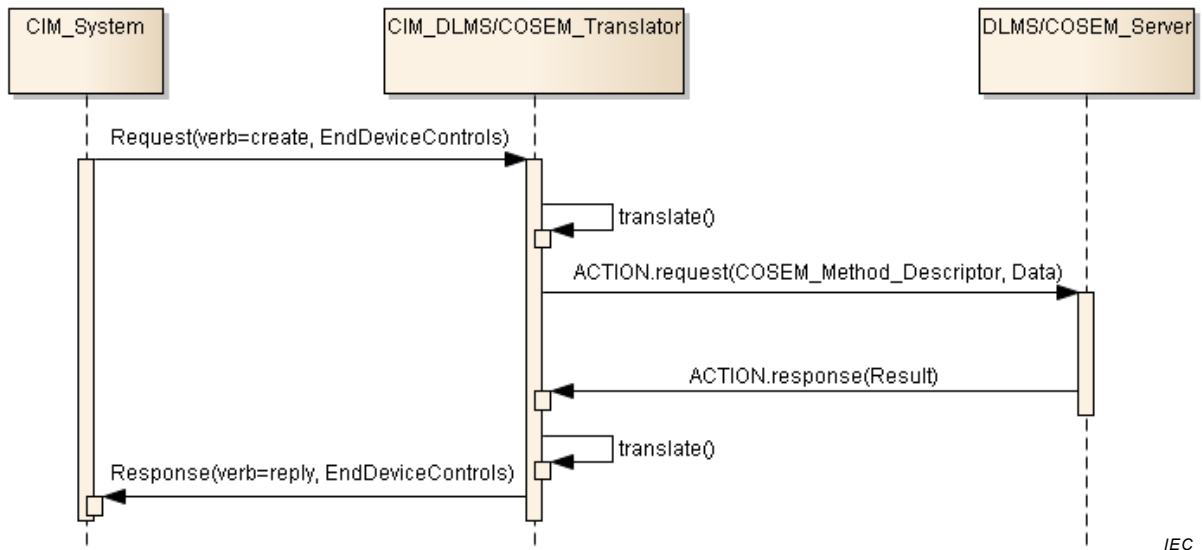 CIM_System
CIM_DLMS/COSEM_Translator
DLMS/COSEM_Server
Request(verb=create, EndDeviceControls)
translate()
ACTION.request(COSEM_Method_Descriptor, Data)
ACTION.response(Result)
translate()
Response(verb=reply, EndDeviceControls)
IEC